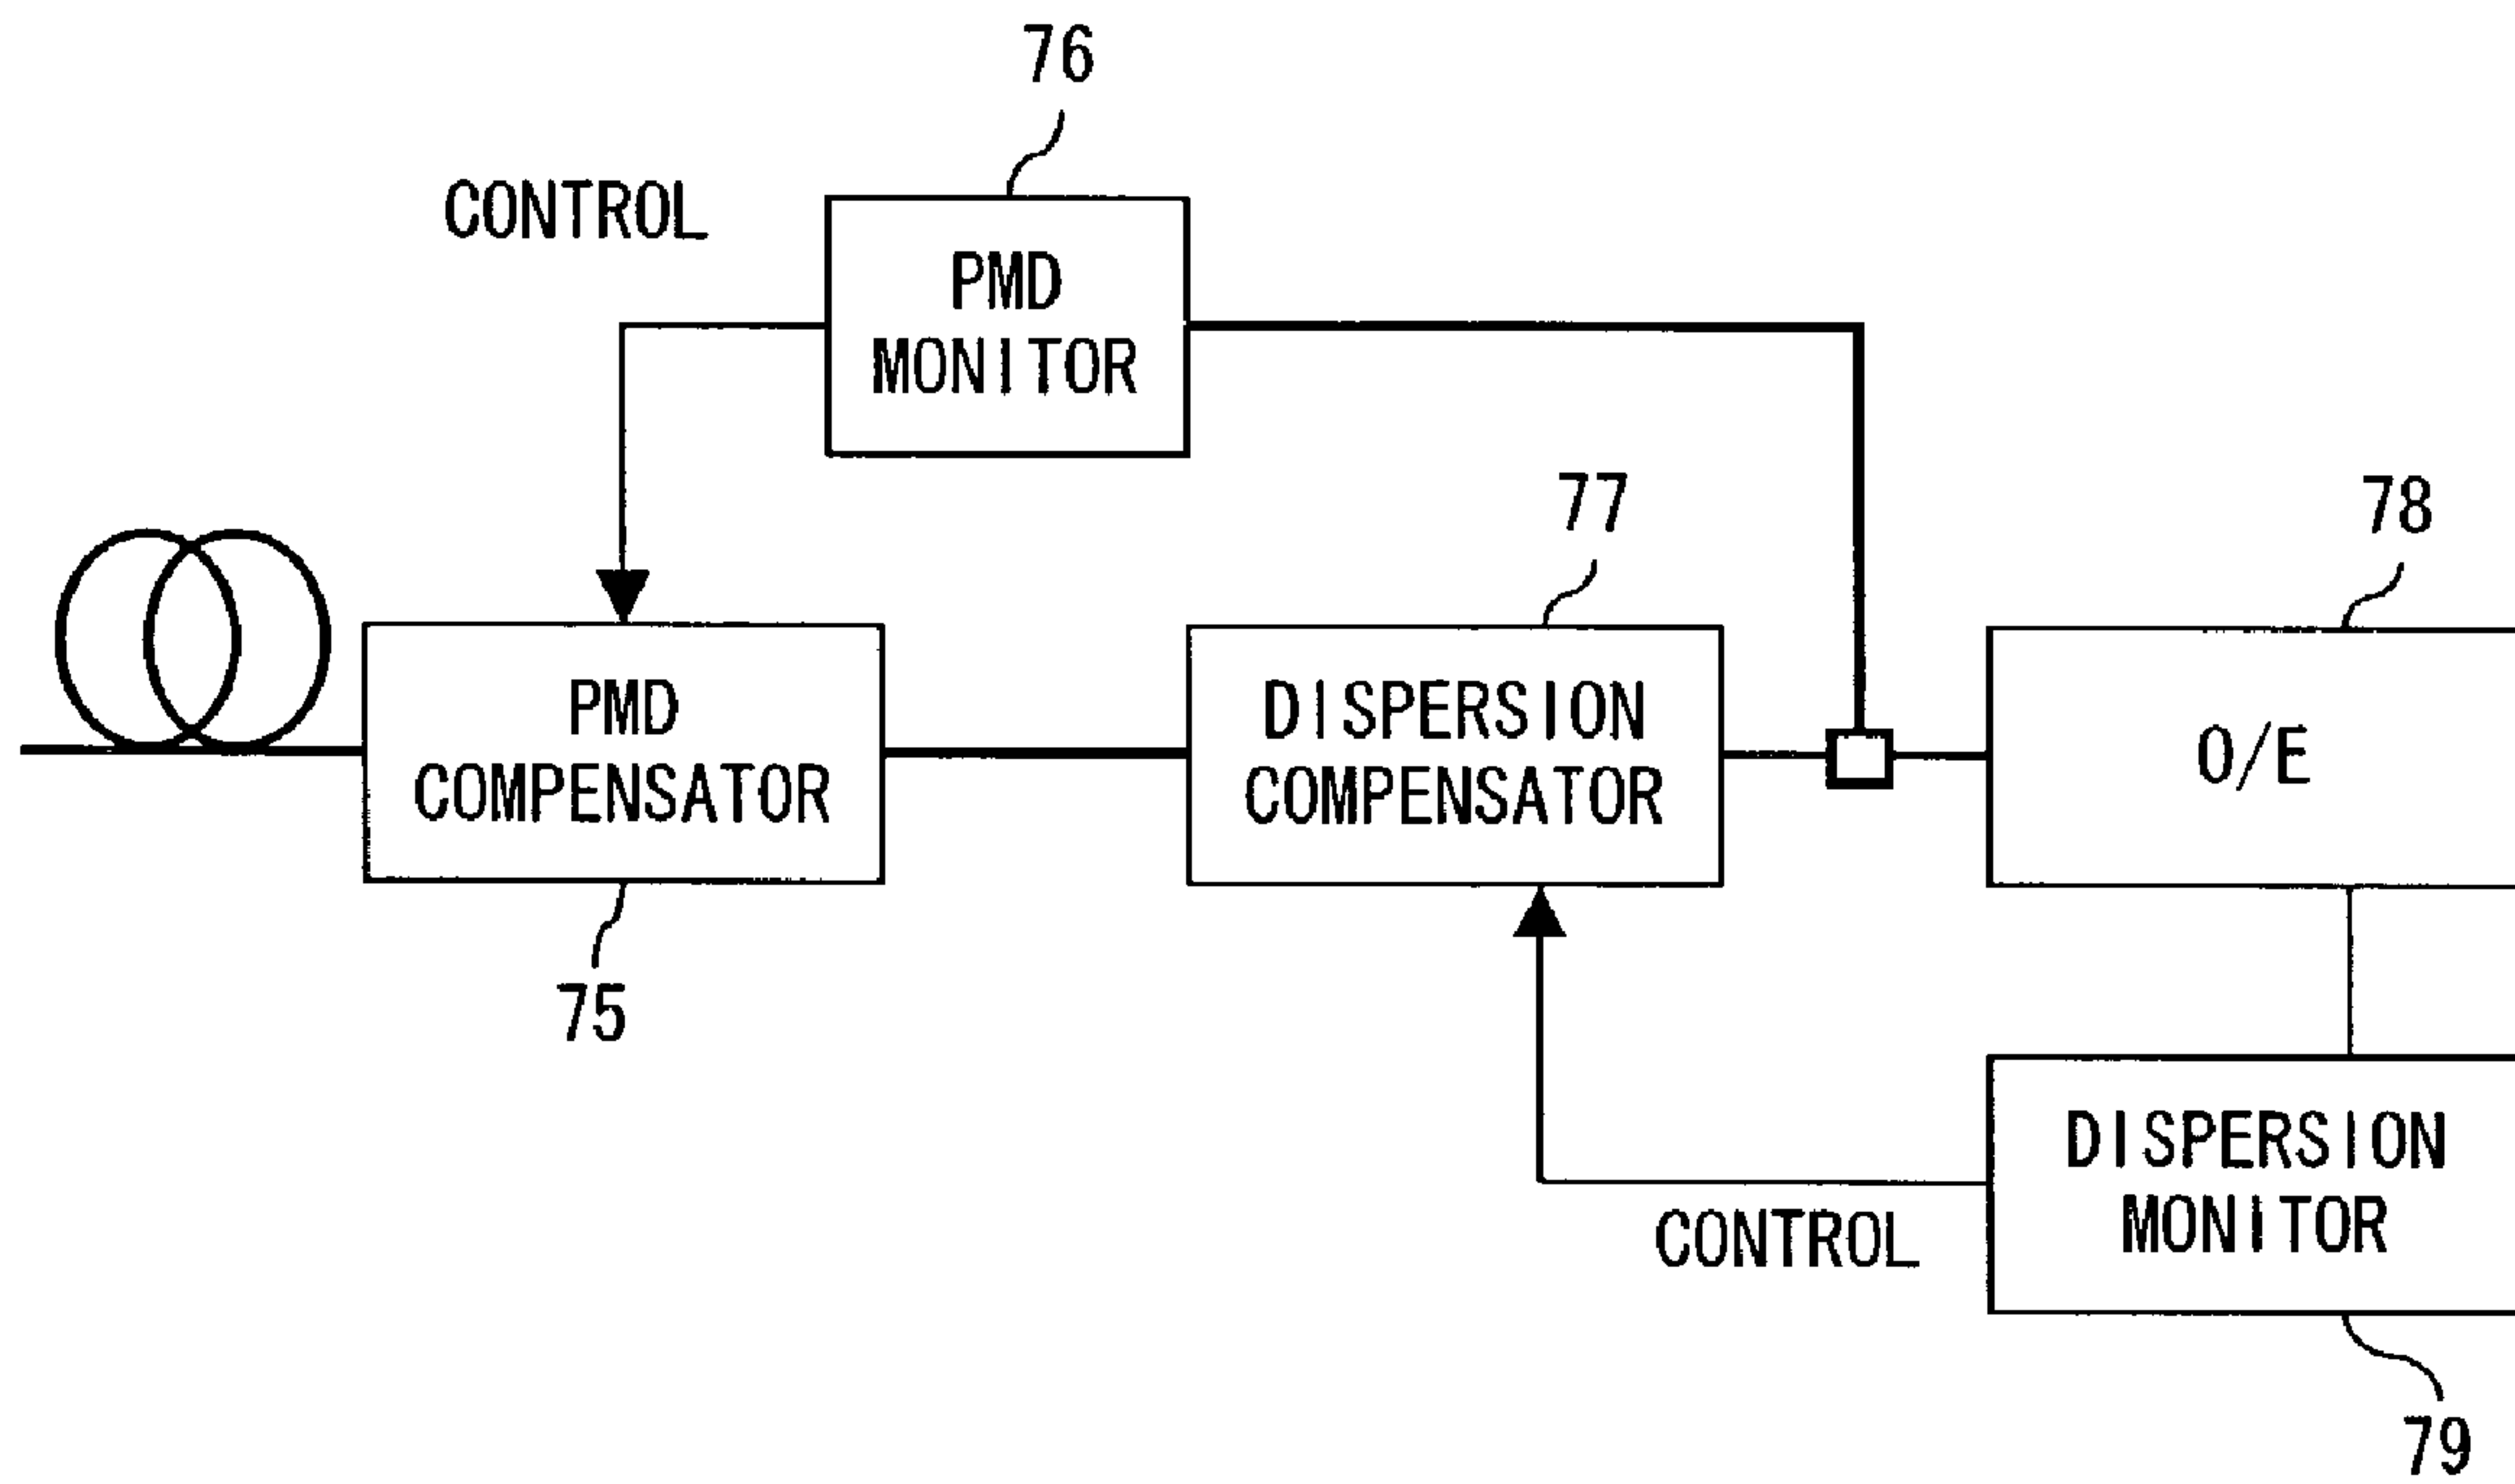 76
CONTROL
PMD
MONITOR
77
78
PMD
COMPENSATOR
DISPERSION
COMPENSATOR
O/E
75
DISPERSION
MONITOR
CONTROL
79